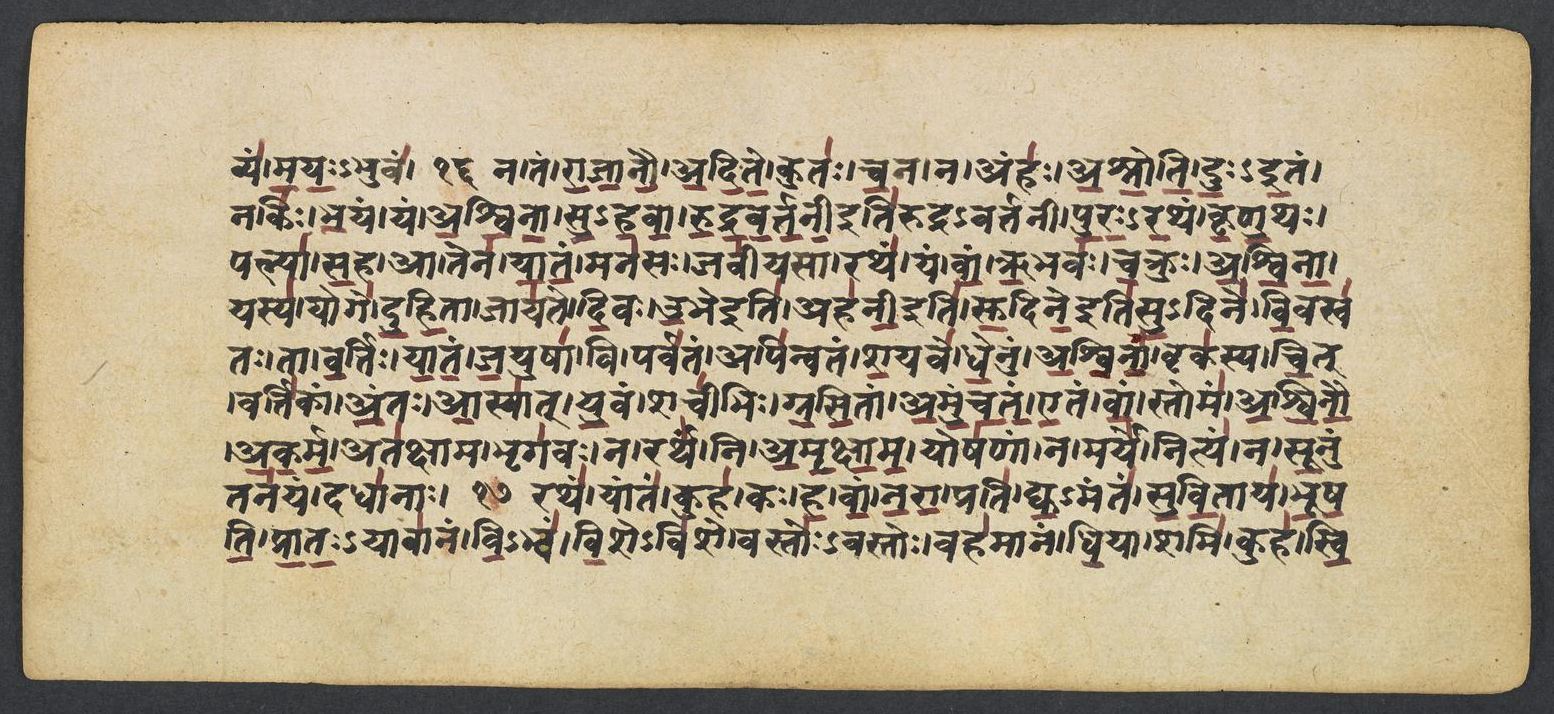 व्यं।मयःऽभुवं। १६ न।तं।राजानौ।अदिते।कुतः।चन।न।अंहः।अश्नोति।दुःऽइतं।
नकिः।भयं।यं।अश्विना।सुऽहवा।रुद्रवर्तनीइतिरुद्रऽवर्तनी।पुरःऽरथं।कृणुथः।
पत्न्या।सह।आ।तेन।यातं।मनसः।जवीयसा।रथं।यं।वां।ऋभवः।चक्रुः।अश्विना।
यस्य।योगे।दुहिता।जायते।दिवः।उभेइति।अहनीइति।सुदिनेइतिसुऽदिने।विवस्व
तः।ता।वर्तिः।यातं।जयुषा।वि।पर्वतं।अपिन्वतं।शयवे।धेनुं।अश्विना।वृकस्य।चित्
।वर्तिकां।अंतः।आस्यात्।युवं।शचीभिः।ग्रसितां।अमुंचतं।एतं।वां।स्तोमं।अश्विनौ
।अकर्म।अतक्षाम।भृगवः।न।रथं।नि।अमृक्षाम।योषणां।न।मर्ये।नित्यं।न।सूनुं
तनयं।दधानाः। १७ रथं।यांतं।कुह।कः।ह।वां।नरा।प्रति।द्युऽमंतं।सुविताय।भूष
ति।प्रातःऽयावानं।विऽभ्वं।विशेऽविशे।वस्तोःऽवस्तोः।वहमानं।धिया।शमि।कुह।स्वि